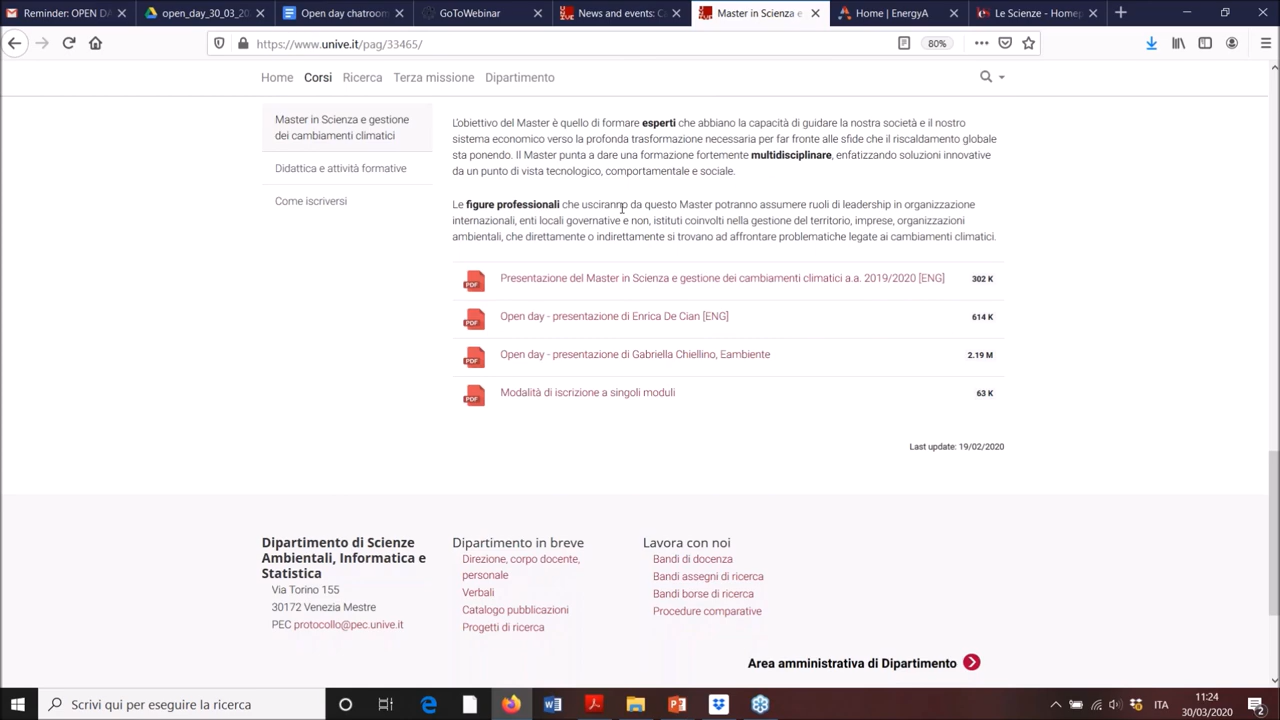 Reminder: OPEN DA
open_day_30_03_20
Open day chatroom
GoToWebinar
News and events: Ca
Master in Scienza e
Home | EnergyA
Le Scienze - Homep
https://www.unive.it/pag/33465/
80%
Home Corsi Ricerca Terza missione Dipartimento
Master in Scienza e gestione
dei cambiamenti climatici
Didattica e attività formative
Come iscriversi
L'obiettivo del Master è quello di formare esperti che abbiano la capacità di guidare la nostra società e il nostro
sistema economico verso la profonda trasformazione necessaria per far fronte alle sfide che il riscaldamento globale
sta ponendo. Il Master punta a dare una formazione fortemente multidisciplinare, enfatizzando soluzioni innovative
da un punto di vista tecnologico, comportamentale e sociale.
Le figure professionali che usciranno da questo Master potranno assumere ruoli di leadership in organizzazione
internazionali, enti locali governative e non, istituti coinvolti nella gestione del territorio, imprese, organizzazioni
ambientali, che direttamente o indirettamente si trovano ad affrontare problematiche legate ai cambiamenti climatici.
PDF Presentazione del Master in Scienza e gestione dei cambiamenti climatici a.a. 2019/2020 [ENG] 302 K
PDF Open day - presentazione di Enrica De Cian [ENG] 614 K
PDF Open day - presentazione di Gabriella Chiellino, Eambiente 2.19 M
PDF Modalità di iscrizione a singoli moduli 63 K
Last update: 19/02/2020
Dipartimento di Scienze
Ambientali, Informatica e
Statistica
Via Torino 155
30172 Venezia Mestre
PEC protocollo@pec.unive.it
Dipartimento in breve
Direzione, corpo docente,
personale
Verbali
Catalogo pubblicazioni
Progetti di ricerca
Lavora con noi
Bandi di docenza
Bandi assegni di ricerca
Bandi borse di ricerca
Procedure comparative
Area amministrativa di Dipartimento
Scrivi qui per eseguire la ricerca
ITA
11:24
30/03/2020
2